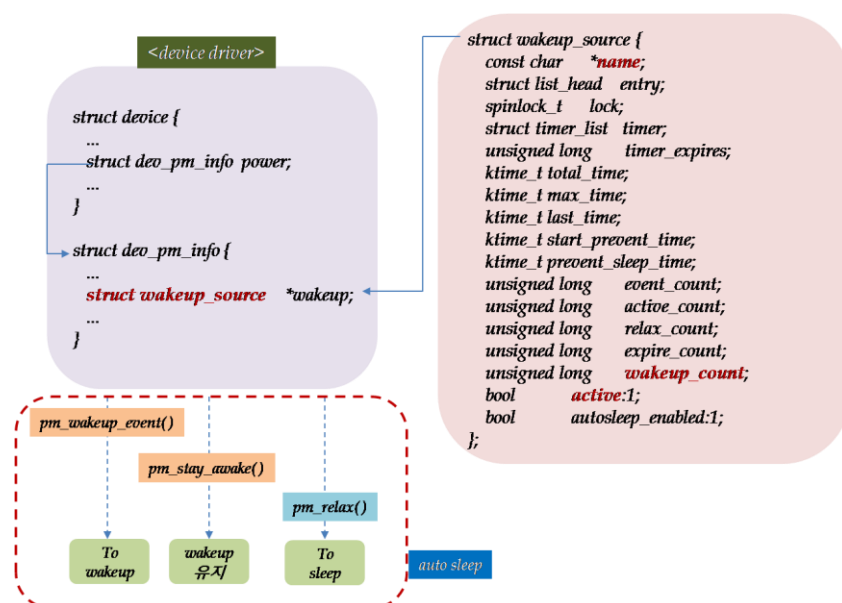 <device driver>
struct device {
...
struct dev_pm_info power;
...
}
struct dev_pm_info {
...
struct wakeup_source *wakeup;
...
}
pm_wakeup_event()
pm_stay_awake()
pm_relax()
To
wakeup
wakeup
유지
To
sleep
auto sleep
struct wakeup_source {
const char *name;
struct list_head entry;
spinlock_t lock;
struct timer_list timer;
unsigned long timer_expires;
ktime_t total_time;
ktime_t max_time;
ktime_t last_time;
ktime_t start_prevent_time;
ktime_t prevent_sleep_time;
unsigned long event_count;
unsigned long active_count;
unsigned long relax_count;
unsigned long expire_count;
unsigned long wakeup_count;
bool active:1;
bool autosleep_enabled:1;
};